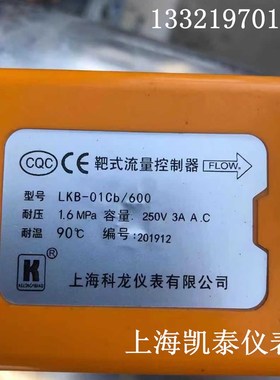 133219701
CQC CE 靶式流量控制器 FLOW
型号 LKB-01Cb/600
耐压 1.6 MPa 容量. 250V 3A A.C
耐温 90℃ 编号: 201912
K
上海科龙仪表有限公司
上海凯泰仪表